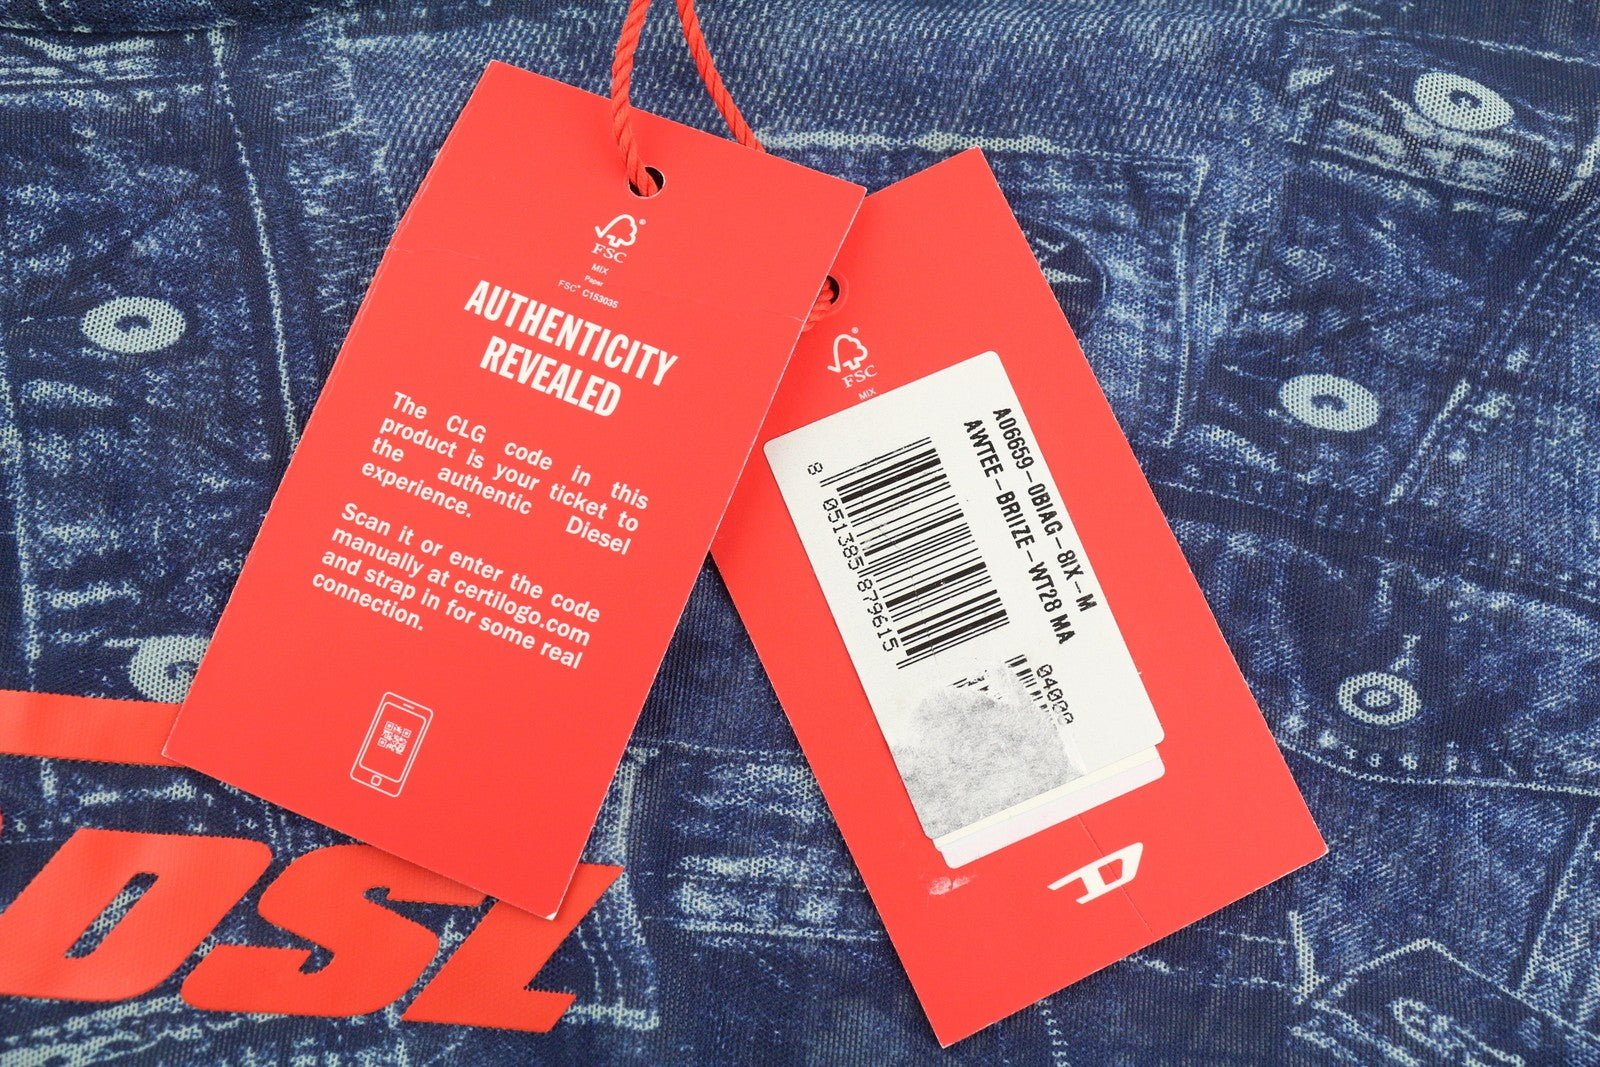 FSC®
MIX
Paper
FSC® C153035
AUTHENTICITY
REVEALED
The CLG code in this
product is your ticket to
the authentic Diesel
experience.
Scan it or enter the code
manually at certilogo.com
and strap in for some real
connection.
FSC®
MIX
A06659-0BIAG-8IX-M
AWTEE-BRIIZE-WT28 MA
8 051385 879615
DSL